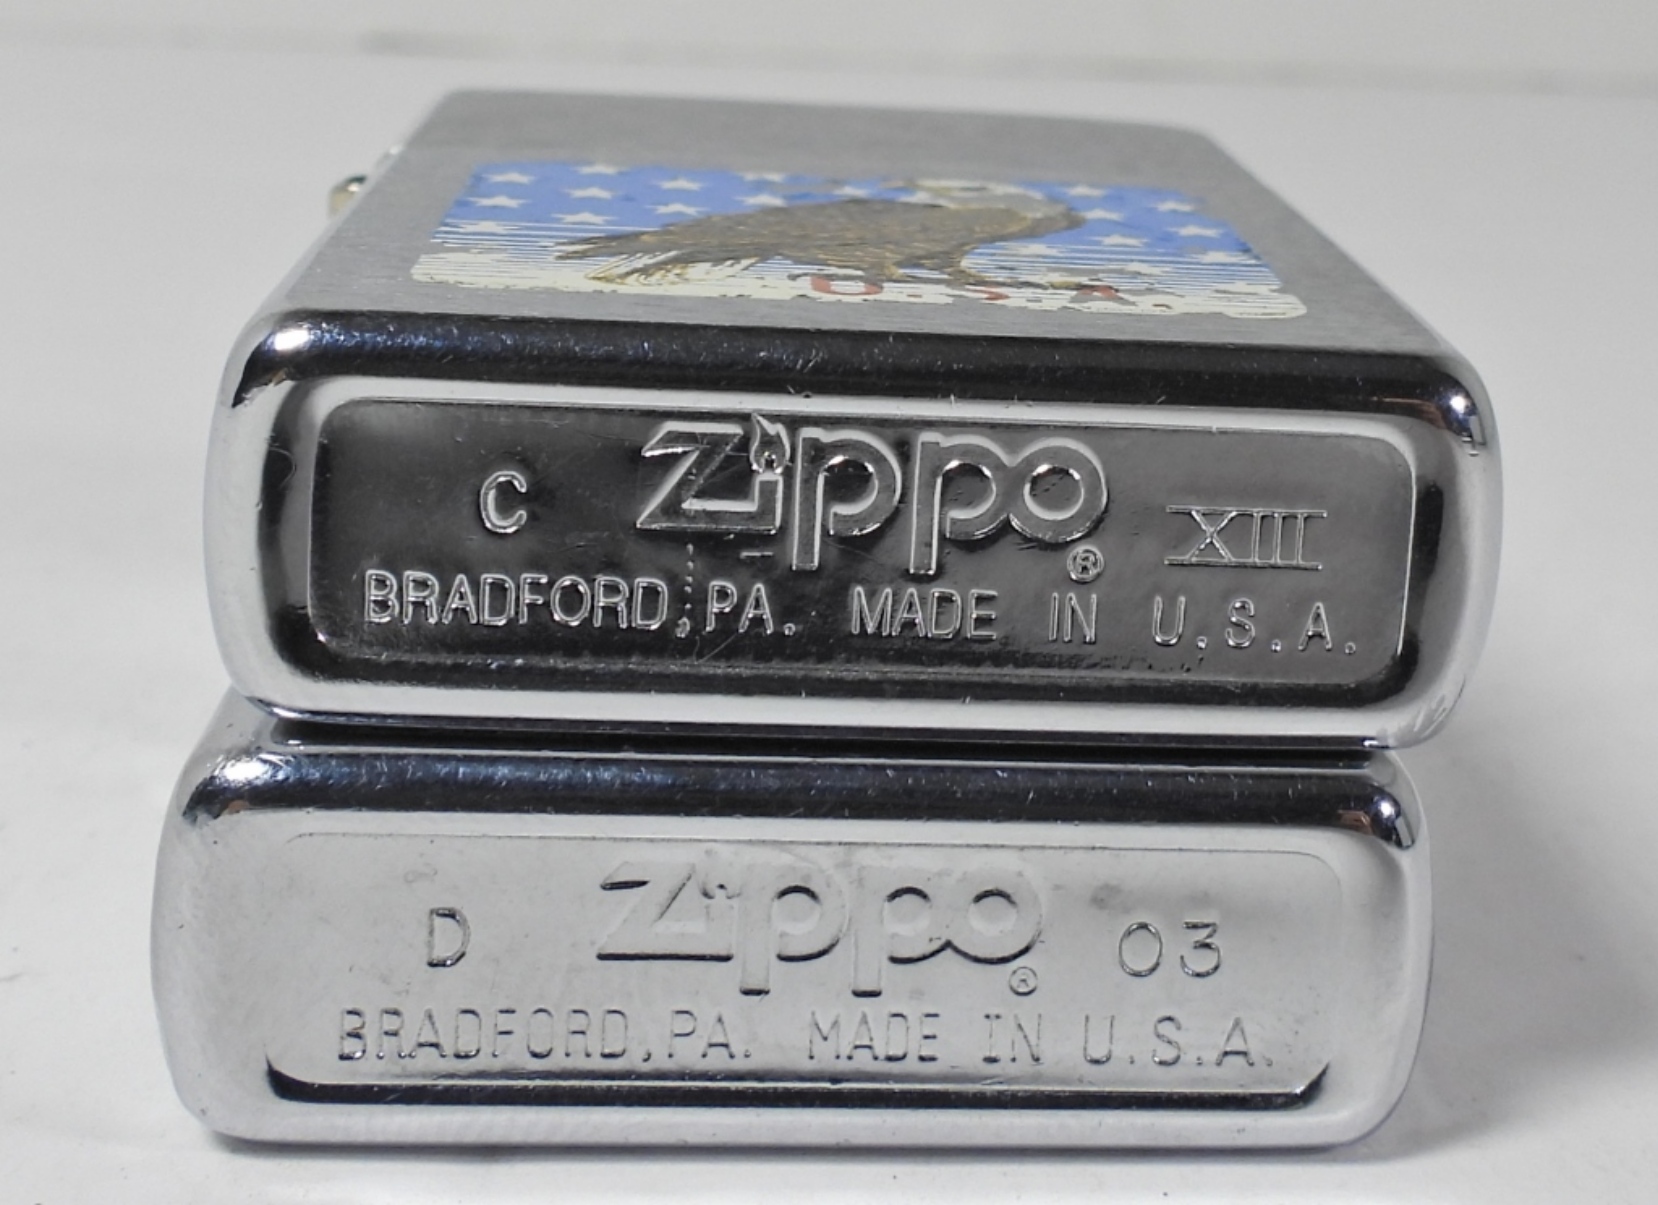 U.S.A.
C Zippo® XIII
BRADFORD, PA. MADE IN U.S.A.
D Zippo® 03
BRADFORD, PA. MADE IN U.S.A.